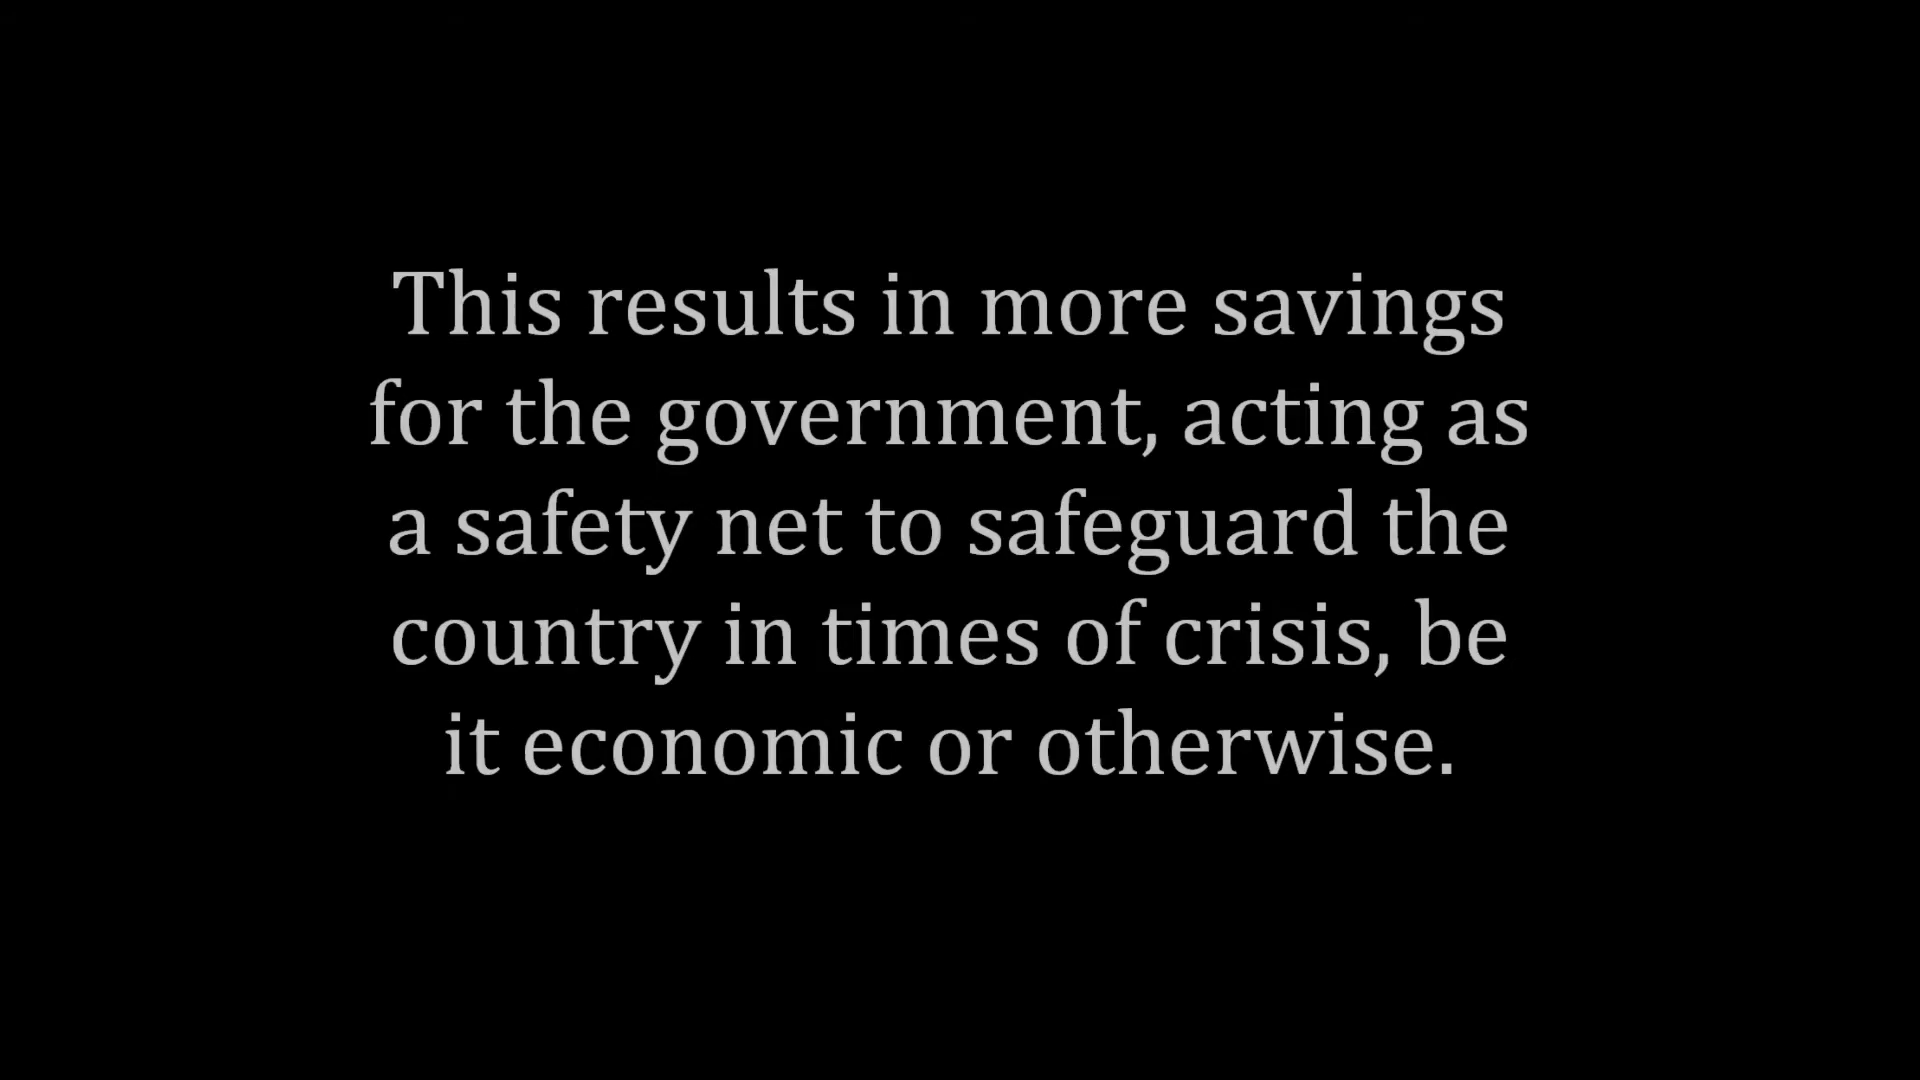 This results in more savings
for the government, acting as
a safety net to safeguard the
country in times of crisis, be
it economic or otherwise.